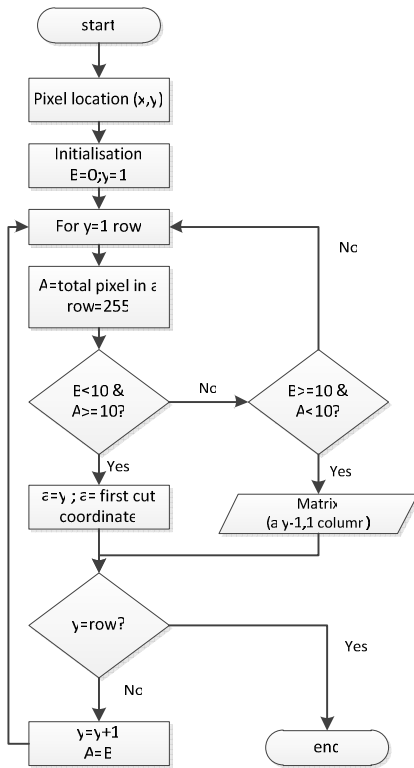 start
Pixel location (x,y)
Initialisation
B=0;y=1
For y=1 row
No
A=total pixel in a
row=255
B<10 &
A>=10?
No
B>=10 &
A<10?
Yes
Yes
a=y ; a= first cut
coordinate
Matrix
(a y-1,1 column)
y=row?
Yes
No
y=y+1
A=B
end